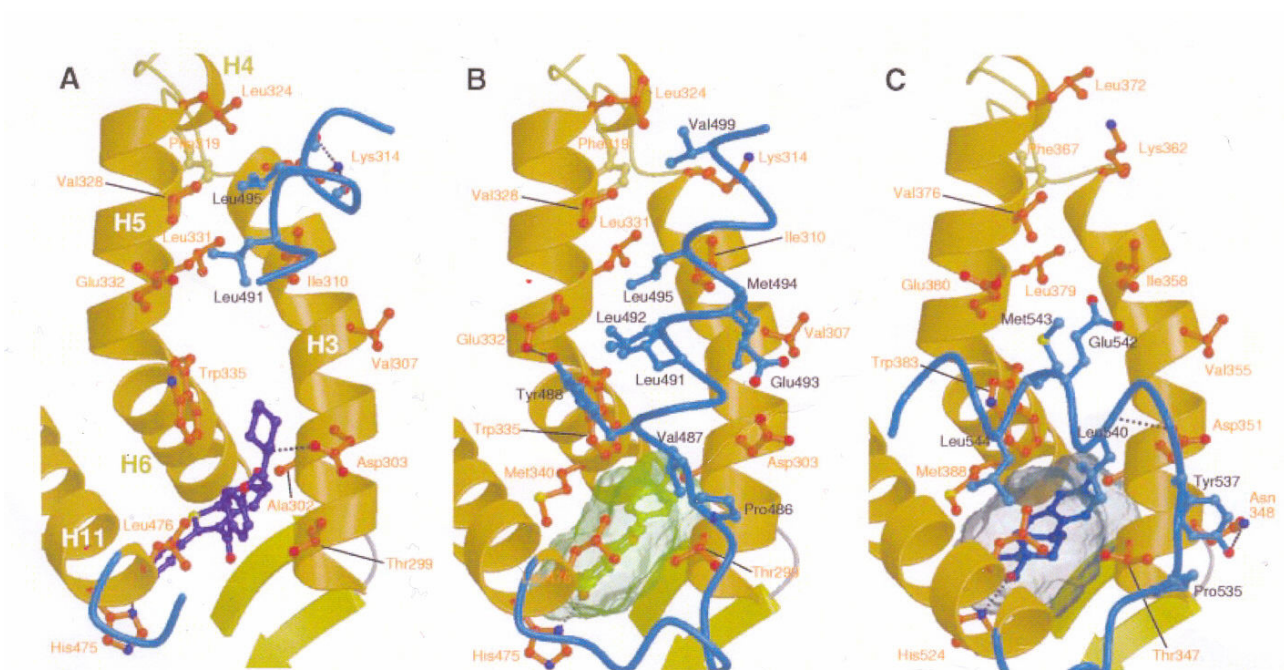 A
H4
Leu324
Phe319
Lys314
Val328
Leu495
H5
Leu331
Glu332
Leu491
Ile310
H3
Trp335
Val307
H6
Asp303
Ala302
Leu476
H11
Thr299
His475
B
Leu324
Val499
Phe319
Lys314
Val328
Leu331
Ile310
Leu495
Met494
Leu492
Glu332
Val307
Leu491
Glu493
Tyr488
Val487
Trp335
Asp303
Met340
Pro486
Thr299
His475
C
Leu372
Phe367
Lys362
Val376
Glu380
Leu379
Ile358
Met543
Glu542
Trp383
Val355
Leu540
Asp351
Leu544
Met388
Tyr537
Asn
348
Pro535
His524
Thr347